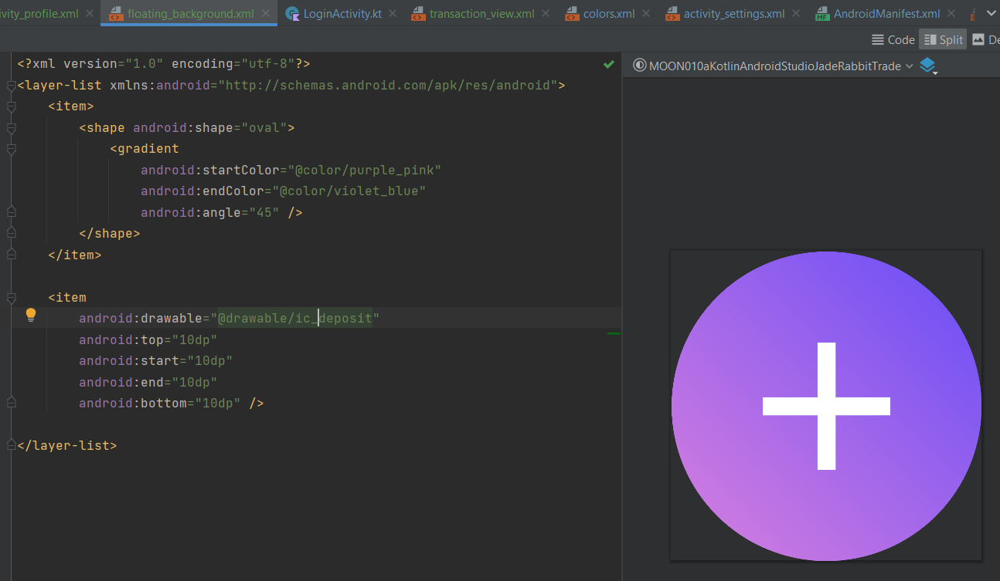 ivity_profile.xml floating_background.xml LoginActivity.kt transaction_view.xml colors.xml activity_settings.xml AndroidManifest.xml
Code Split De
MOON010aKotlinAndroidStudioJadeRabbitTrade
<?xml version="1.0" encoding="utf-8"?>
<layer-list xmlns:android="http://schemas.android.com/apk/res/android">
    <item>
        <shape android:shape="oval">
            <gradient
                android:startColor="@color/purple_pink"
                android:endColor="@color/violet_blue"
                android:angle="45" />
        </shape>
    </item>
    <item
        android:drawable="@drawable/ic_deposit"
        android:top="10dp"
        android:start="10dp"
        android:end="10dp"
        android:bottom="10dp" />
</layer-list>